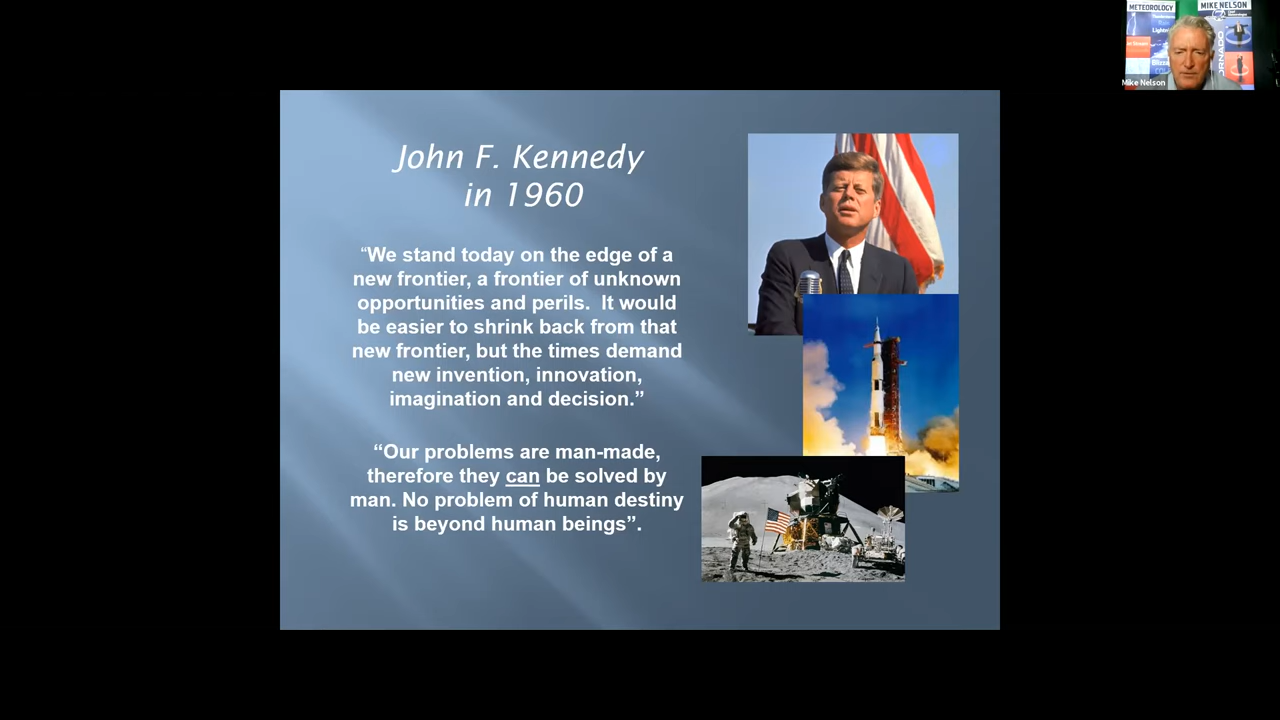 METEOROLOGY
MIKE NELSON
Mike Nelson
John F. Kennedy
in 1960
“We stand today on the edge of a
new frontier, a frontier of unknown
opportunities and perils.  It would
be easier to shrink back from that
new frontier, but the times demand
new invention, innovation,
imagination and decision.”
“Our problems are man-made,
therefore they can be solved by
man. No problem of human destiny
is beyond human beings”.